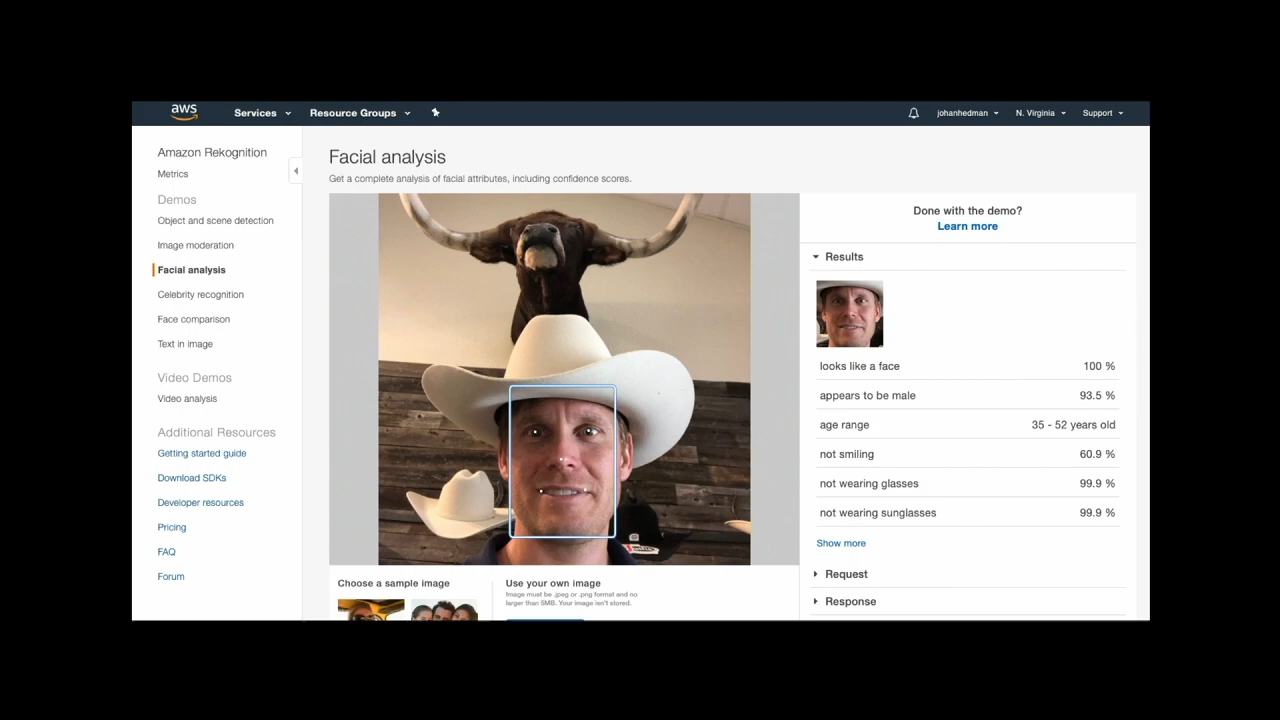 aws
Services
Resource Groups
johanhedman
N. Virginia
Support
Amazon Rekognition
Metrics
Demos
Object and scene detection
Image moderation
Facial analysis
Celebrity recognition
Face comparison
Text in image
Video Demos
Video analysis
Additional Resources
Getting started guide
Download SDKs
Developer resources
Pricing
FAQ
Forum
Facial analysis
Get a complete analysis of facial attributes, including confidence scores.
Choose a sample image
Use your own image
Image must be .jpeg or .png format and no
larger than 5MB. Your image isn't stored.
Done with the demo?
Learn more
Results
looks like a face 100 %
appears to be male 93.5 %
age range 35 - 52 years old
not smiling 60.9 %
not wearing glasses 99.9 %
not wearing sunglasses 99.9 %
Show more
Request
Response